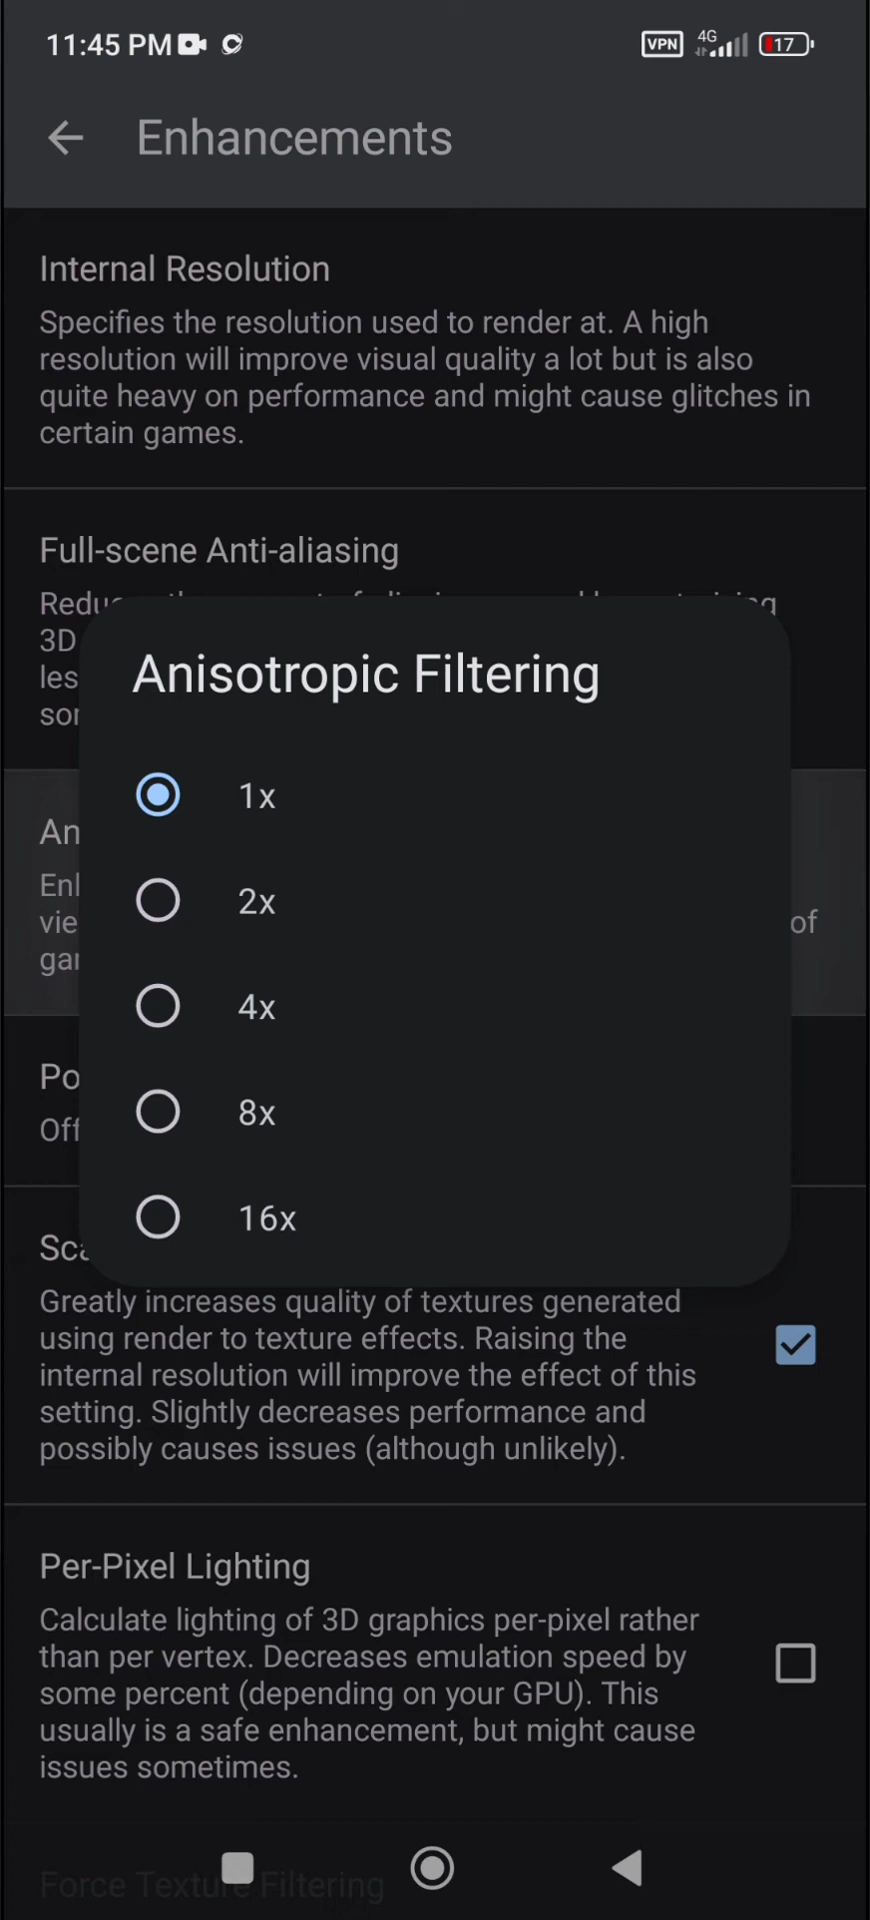 11:45 PM
VPN 4G 17
Enhancements
Internal Resolution
Specifies the resolution used to render at. A high
resolution will improve visual quality a lot but is also
quite heavy on performance and might cause glitches in
certain games.
Full-scene Anti-aliasing
3D
Anisotropic Filtering
1x
2x
4x
8x
16x
of
Off
Greatly increases quality of textures generated
using render to texture effects. Raising the
internal resolution will improve the effect of this
setting. Slightly decreases performance and
possibly causes issues (although unlikely).
Per-Pixel Lighting
Calculate lighting of 3D graphics per-pixel rather
than per vertex. Decreases emulation speed by
some percent (depending on your GPU). This
usually is a safe enhancement, but might cause
issues sometimes.
Force Texture Filtering